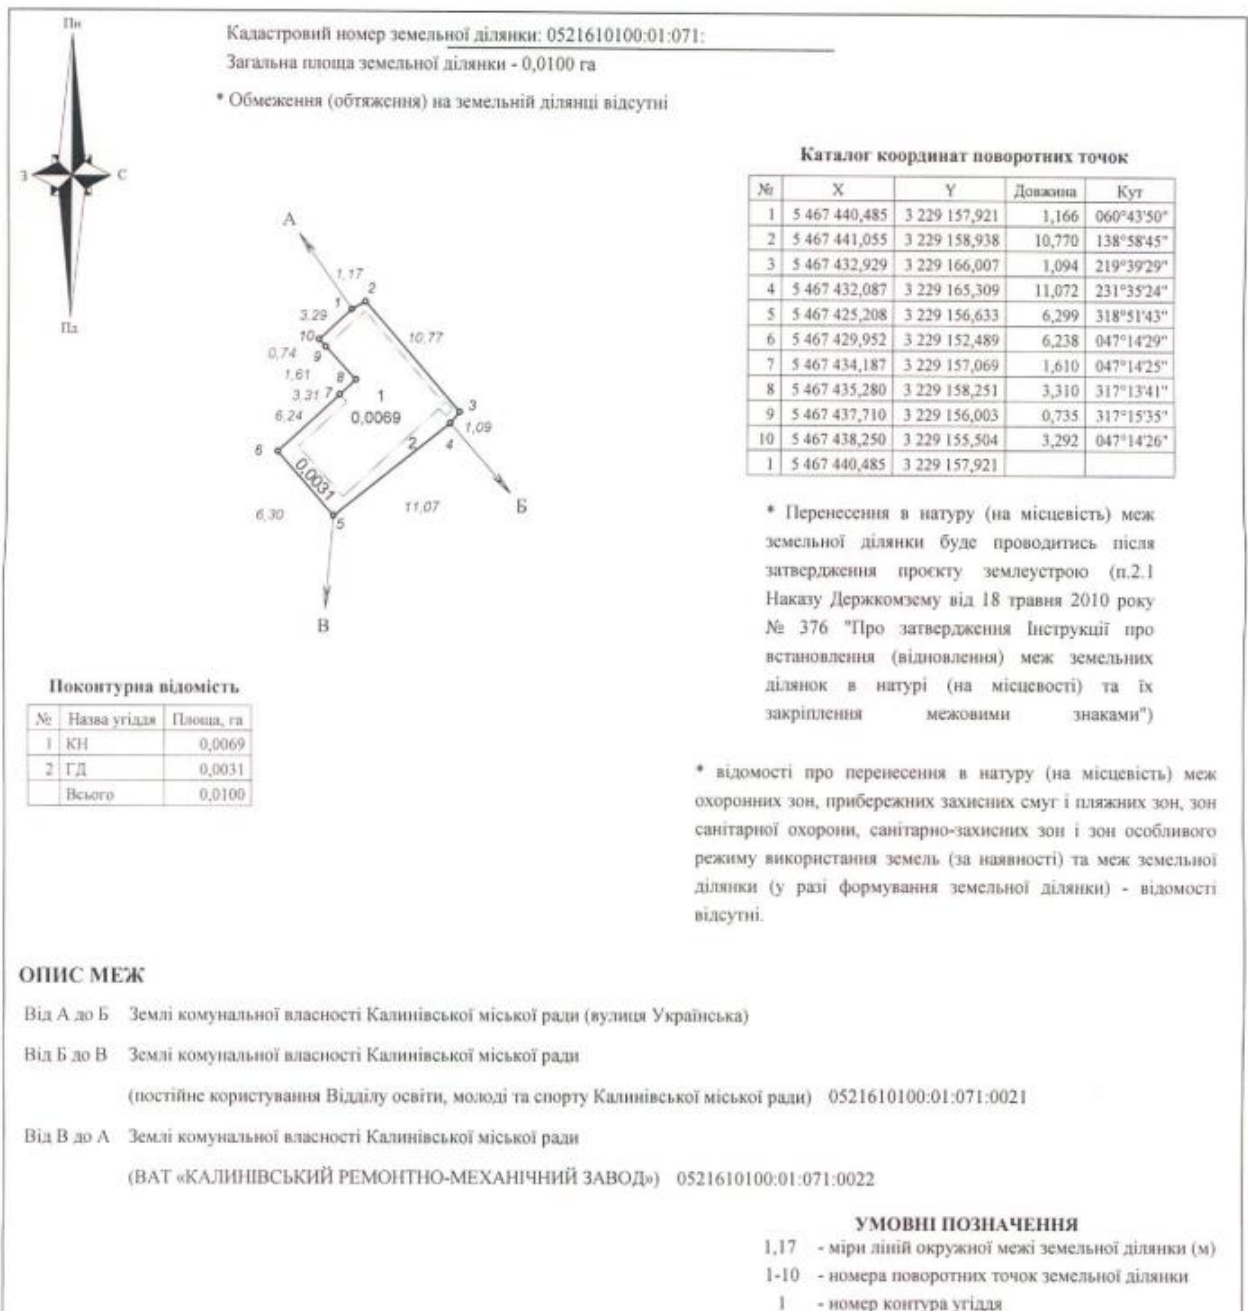 Пн
З
С
Пд
Кадастровий номер земельної ділянки: 0521610100:01:071:
Загальна площа земельної ділянки - 0,0100 га
* Обмеження (обтяження) на земельній ділянці відсутні
А
1,17
1
2
3,29
10
0,74
9
1,61
8
3,31
7
6,24
6
1
0,0069
10,77
3
1,09
4
2
0,0031
6,30
5
11,07
Б
В
Каталог координат поворотних точок
№ X Y Довжина Кут
1 5 467 440,485 3 229 157,921 1,166 060°43'50"
2 5 467 441,055 3 229 158,938 10,770 138°58'45"
3 5 467 432,929 3 229 166,007 1,094 219°39'29"
4 5 467 432,087 3 229 165,309 11,072 231°35'24"
5 5 467 425,208 3 229 156,633 6,299 318°51'43"
6 5 467 429,952 3 229 152,489 6,238 047°14'29"
7 5 467 434,187 3 229 157,069 1,610 047°14'25"
8 5 467 435,280 3 229 158,251 3,310 317°13'41"
9 5 467 437,710 3 229 156,003 0,735 317°15'35"
10 5 467 438,250 3 229 155,504 3,292 047°14'26"
1 5 467 440,485 3 229 157,921
* Перенесення в натуру (на місцевість) меж
земельної ділянки буде проводитись після
затвердження проєкту землеустрою (п.2.1
Наказу Держкомзему від 18 травня 2010 року
№ 376 "Про затвердження Інструкції про
встановлення (відновлення) меж земельних
ділянок в натурі (на місцевості) та їх
закріплення межовими знаками")
Поконтурна відомість
№ Назва угіддя Площа, га
1 КН 0,0069
2 ГД 0,0031
Всього 0,0100
* відомості про перенесення в натуру (на місцевість) меж
охоронних зон, прибережних захисних смуг і пляжних зон, зон
санітарної охорони, санітарно-захисних зон і зон особливого
режиму використання земель (за наявності) та меж земельної
ділянки (у разі формування земельної ділянки) - відомості
відсутні.
ОПИС МЕЖ
Від А до Б Землі комунальної власності Калинівської міської ради (вулиця Українська)
Від Б до В Землі комунальної власності Калинівської міської ради
(постійне користування Відділу освіти, молоді та спорту Калинівської міської ради) 0521610100:01:071:0021
Від В до А Землі комунальної власності Калинівської міської ради
(ВАТ «КАЛИНІВСЬКИЙ РЕМОНТНО-МЕХАНІЧНИЙ ЗАВОД») 0521610100:01:071:0022
УМОВНІ ПОЗНАЧЕННЯ
1,17 - міри ліній окружної межі земельної ділянки (м)
1-10 - номера поворотних точок земельної ділянки
1 - номер контура угіддя